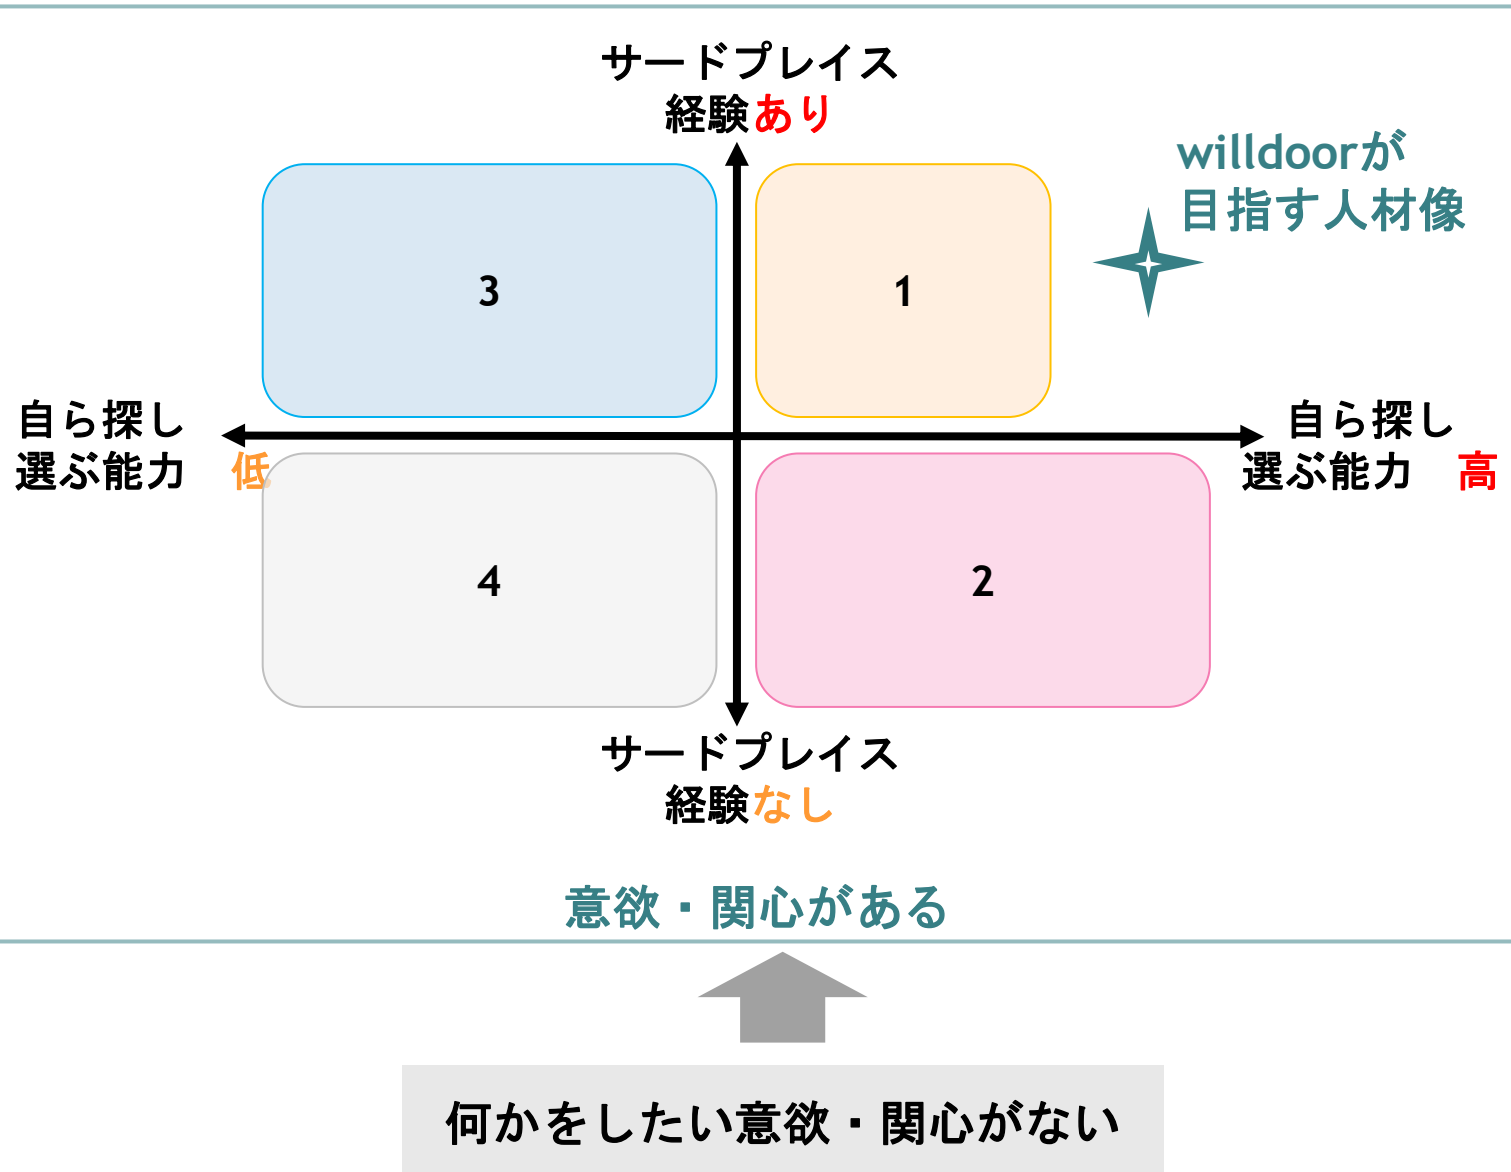 サードプレイス
経験あり
willdoorが
目指す人材像
3
1
自ら探し
選ぶ能力 低
自ら探し
選ぶ能力 高
4
2
サードプレイス
経験なし
意欲・関心がある
何かをしたい意欲・関心がない